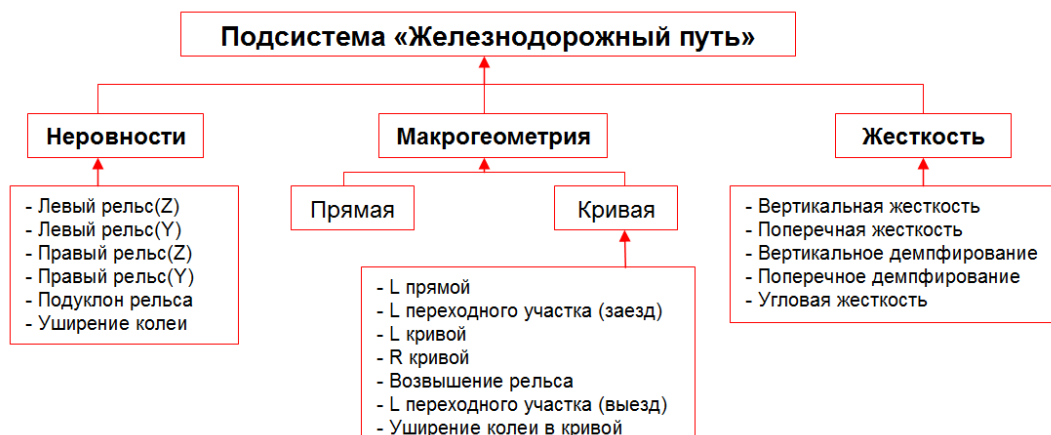 Подсистема «Железнодорожный путь»
Неровности
Макрогеометрия
Жесткость
- Левый рельс(Z)
- Левый рельс(Y)
- Правый рельс(Z)
- Правый рельс(Y)
- Подуклон рельса
- Уширение колеи
Прямая
Кривая
- L прямой
- L переходного участка (заезд)
- L кривой
- R кривой
- Возвышение рельса
- L переходного участка (выезд)
- Уширение колеи в кривой
- Вертикальная жесткость
- Поперечная жесткость
- Вертикальное демпфирование
- Поперечное демпфирование
- Угловая жесткость